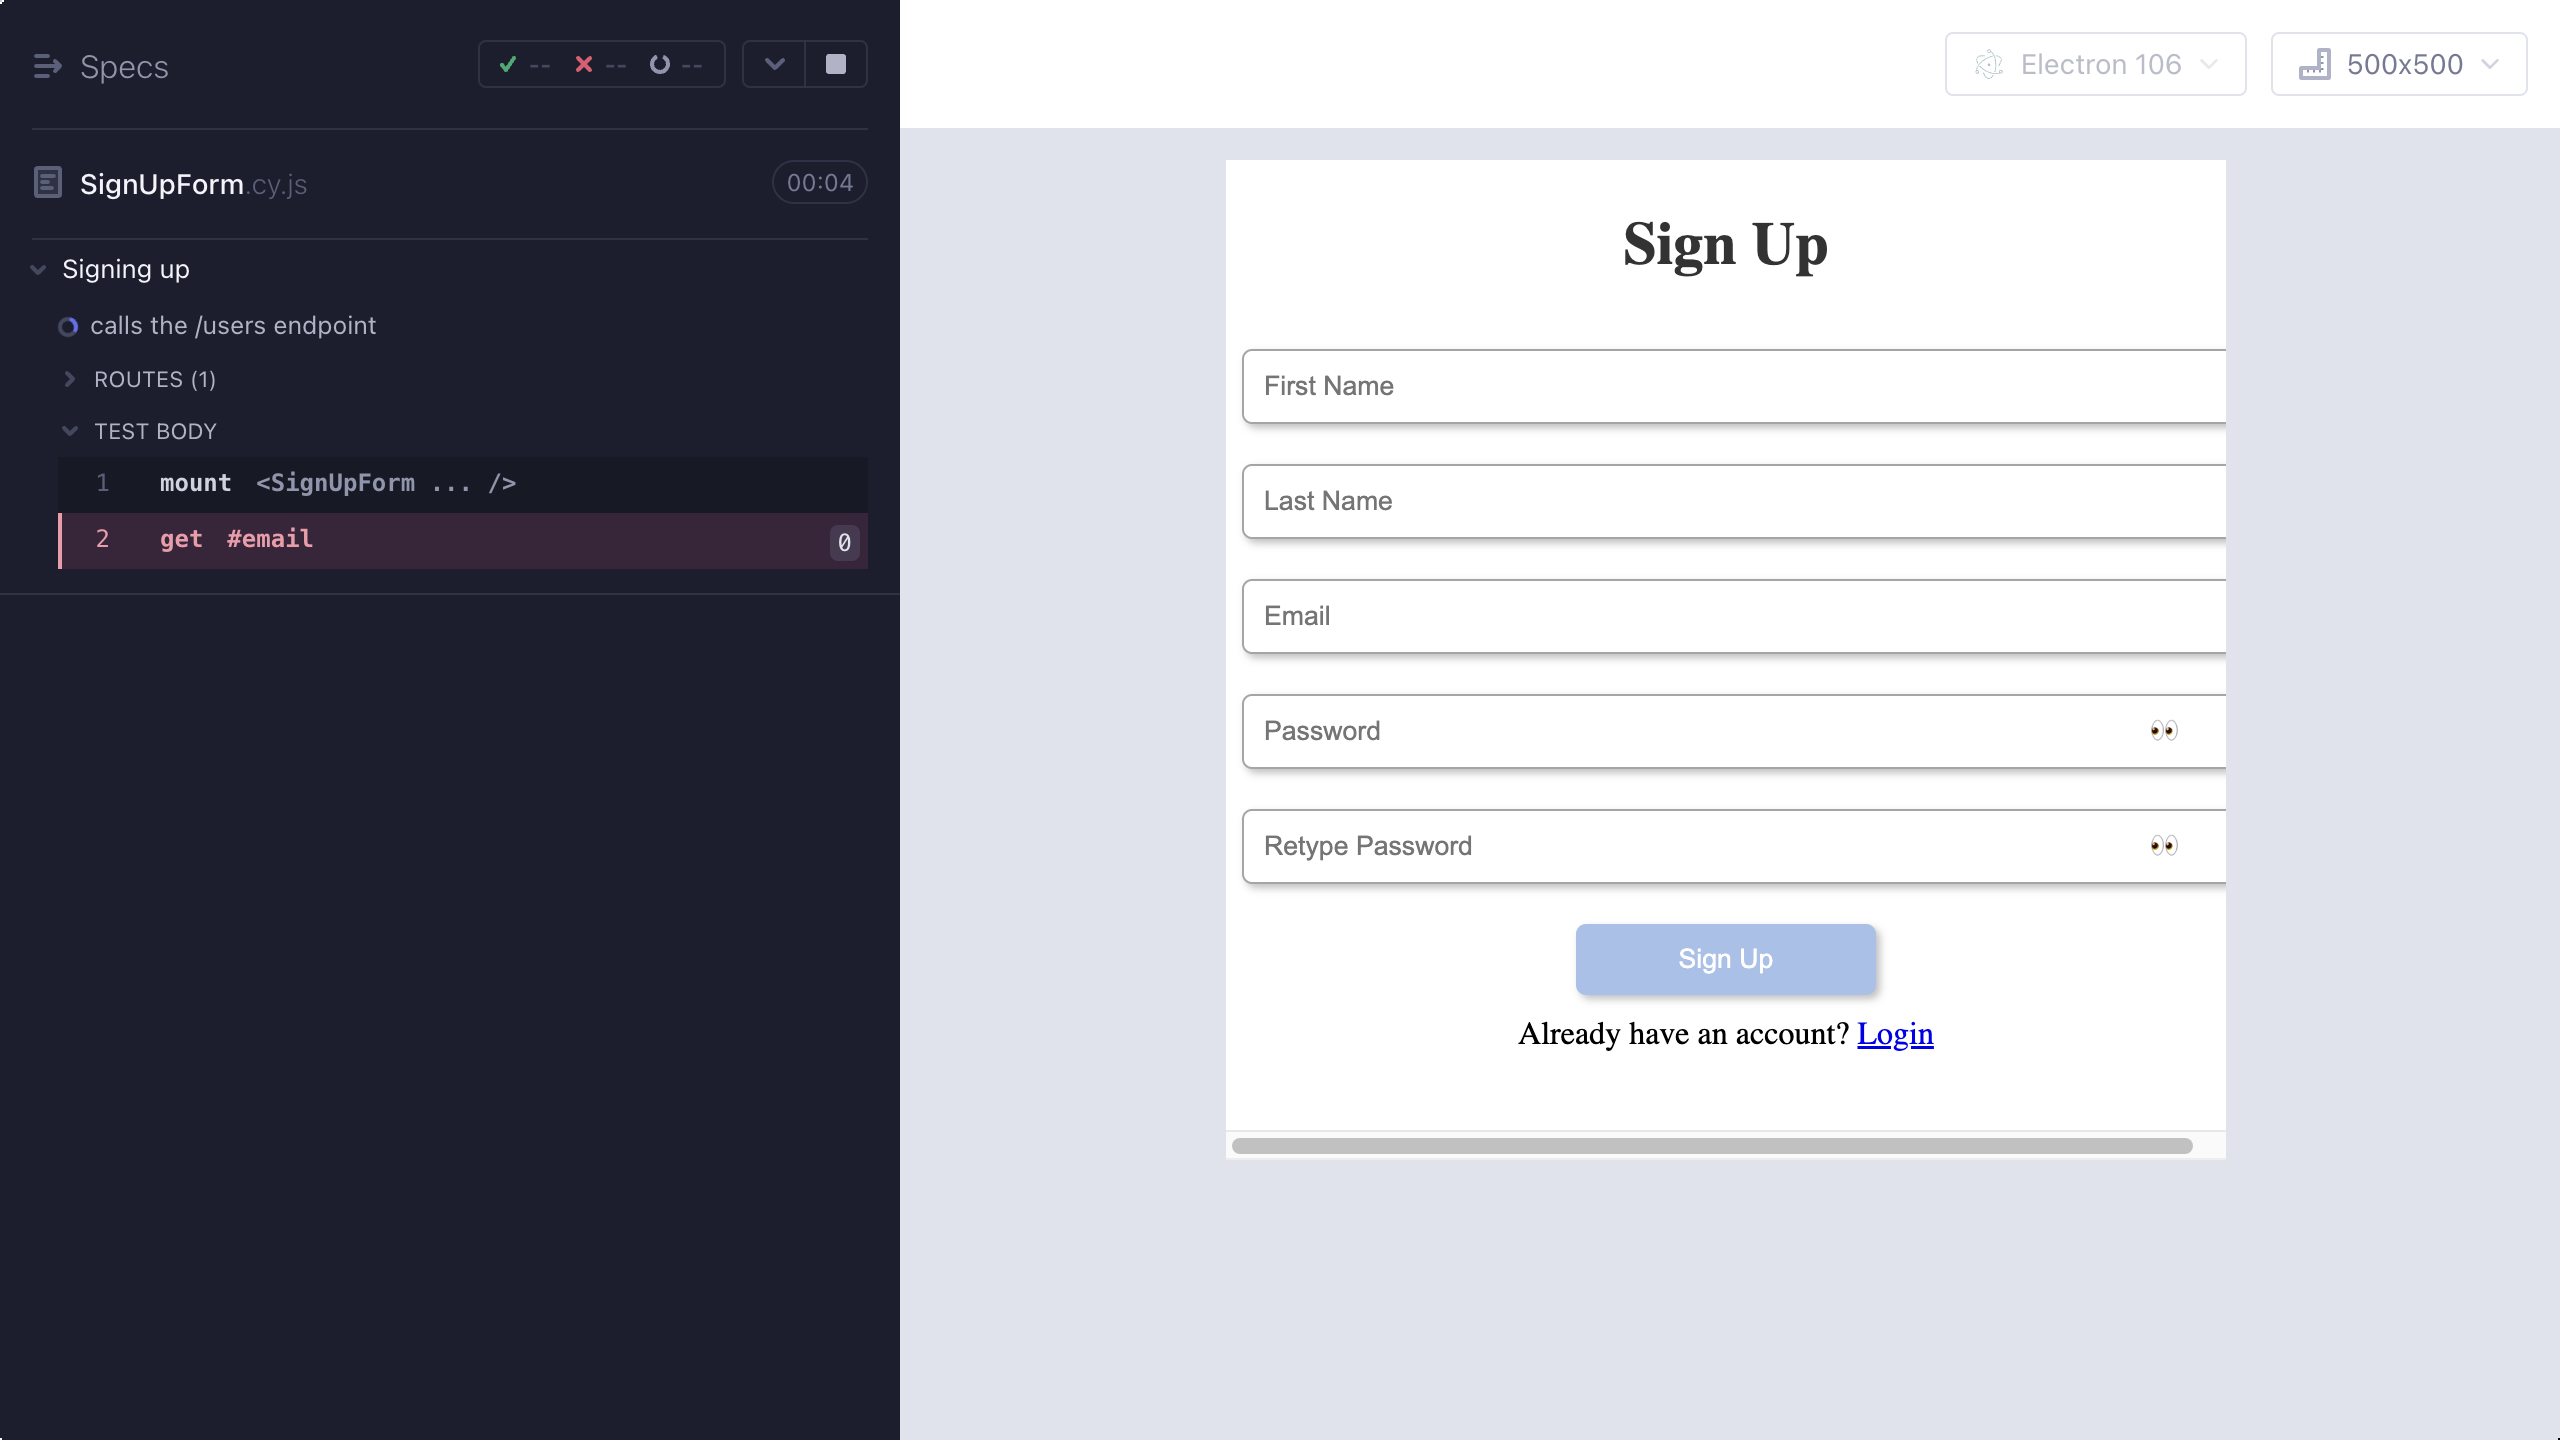 Specs
-- -- --
SignUpForm.cy.js
00:04
Signing up
calls the /users endpoint
ROUTES (1)
TEST BODY
1 mount <SignUpForm ... />
2 get #email 0
Electron 106
500x500
Sign Up
First Name
Last Name
Email
Password
Retype Password
Sign Up
Already have an account? Login